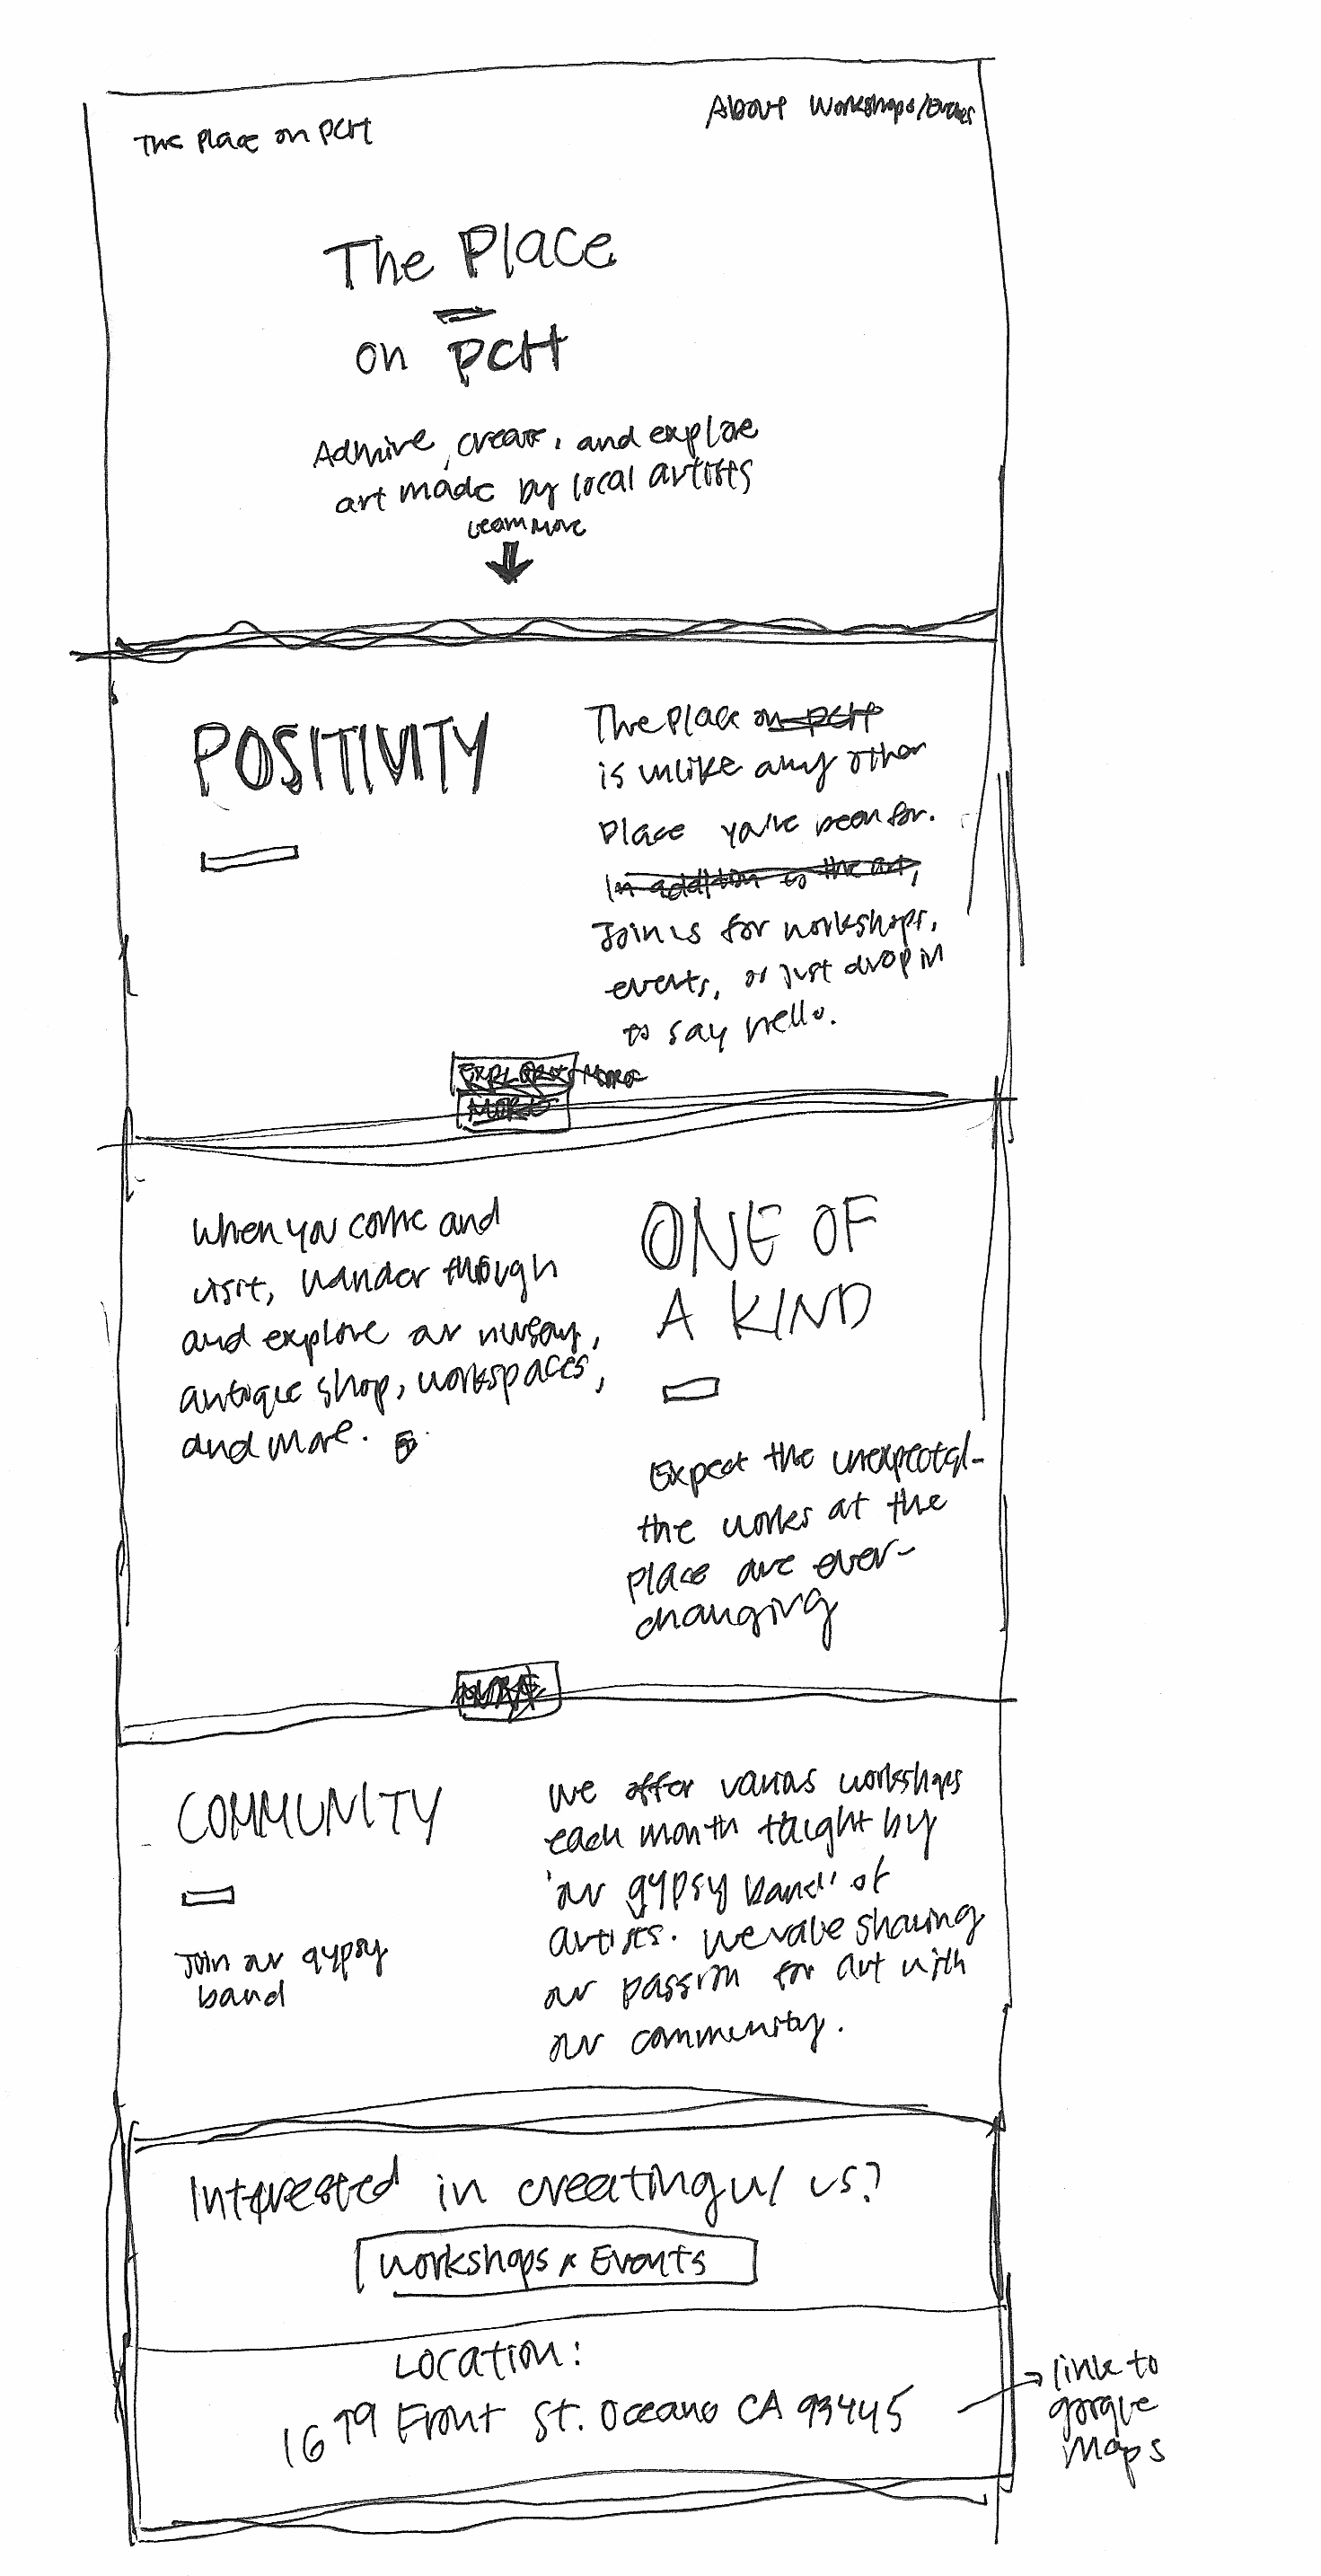 The Place on PCH
About Workshops/Events
The Place
on PCH
Admire, create, and explore
art made by local artists
Learn More
POSITIVITY
The Place on PCH
is unlike any other
Place you've been for.
In addition to the art,
Join us for workshops,
events, or just drop in
to say hello.
EXPLORE MORE
MORE
When you come and
visit, wander though
and explore our nursery,
antique shop, workspaces,
and more.
ONE OF
A KIND
Expect the unexpected-
the works at the
place are ever-
changing
MORE
COMMUNITY
Join our gypsy
band
We offer various workshops
each month taught by
'our gypsy band' of
artists. We value sharing
our passion for art with
our community.
Interested in creating w/ us?
Workshops & Events
Location:
1679 Front St. Oceano CA 93445
link to
google
maps